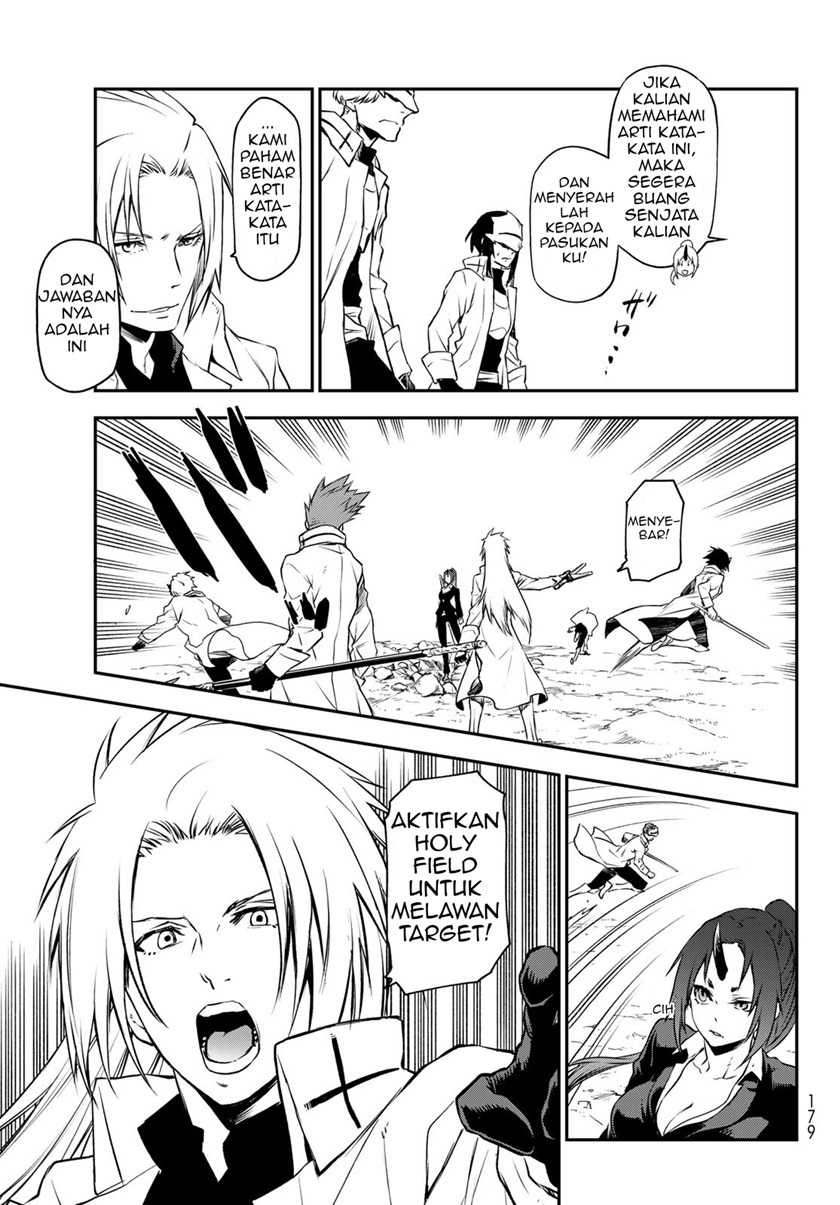 JIKA
KALIAN
MEMAHAMI
ARTI KATA-
KATA INI,
MAKA
SEGERA
BUANG
SENJATA
KALIAN
DAN
MENYERAH
LAH
KEPADA
PASUKAN
KU!
ザワ...
...
KAMI
PAHAM
BENAR
ARTI
KATA-
KATA
ITU
DAN
JAWABAN
NYA
ADALAH
INI
MENYE-
BAR!
CIH
AKTIFKAN
HOLY
FIELD
UNTUK
MELAWAN
TARGET!
179